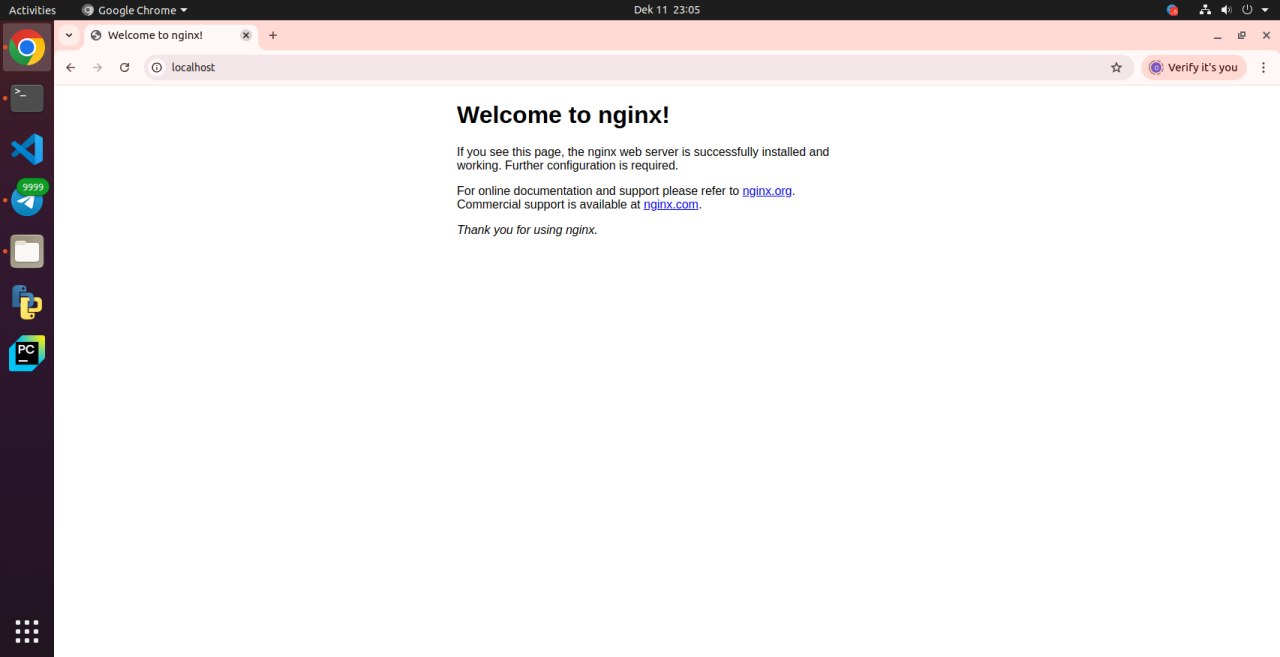 Activities
Google Chrome
Dek 11 23:05
Welcome to nginx!
localhost
Verify it's you
>_
9999
PC
Welcome to nginx!
If you see this page, the nginx web server is successfully installed and
working. Further configuration is required.
For online documentation and support please refer to nginx.org.
Commercial support is available at nginx.com.
Thank you for using nginx.